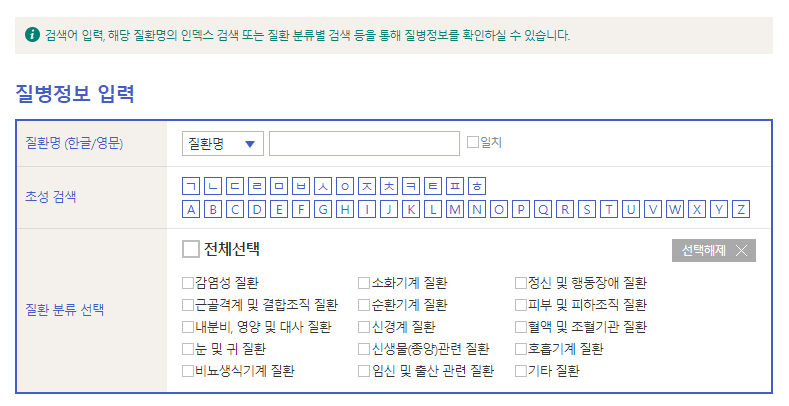 검색어 입력, 해당 질환명의 인덱스 검색 또는 질환 분류별 검색 등을 통해 질병정보를 확인하실 수 있습니다.
질병정보 입력
질환명 (한글/영문) 질환명 일치
초성 검색
ㄱ ㄴ ㄷ ㄹ ㅁ ㅂ ㅅ ㅇ ㅈ ㅊ ㅋ ㅌ ㅍ ㅎ
A B C D E F G H I J K L M N O P Q R S T U V W X Y Z
질환 분류 선택
전체선택 선택해제
감염성 질환 소화기계 질환 정신 및 행동장애 질환
근골격계 및 결합조직 질환 순환기계 질환 피부 및 피하조직 질환
내분비, 영양 및 대사 질환 신경계 질환 혈액 및 조혈기관 질환
눈 및 귀 질환 신생물(종양)관련 질환 호흡기계 질환
비뇨생식기계 질환 임신 및 출산 관련 질환 기타 질환